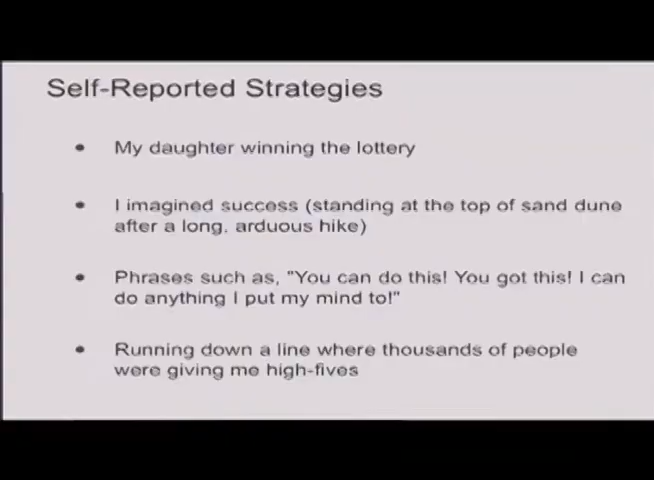 Self-Reported Strategies
• My daughter winning the lottery
• I imagined success (standing at the top of sand dune
after a long, arduous hike)
• Phrases such as, "You can do this! You got this! I can
do anything I put my mind to!"
• Running down a line where thousands of people
were giving me high-fives